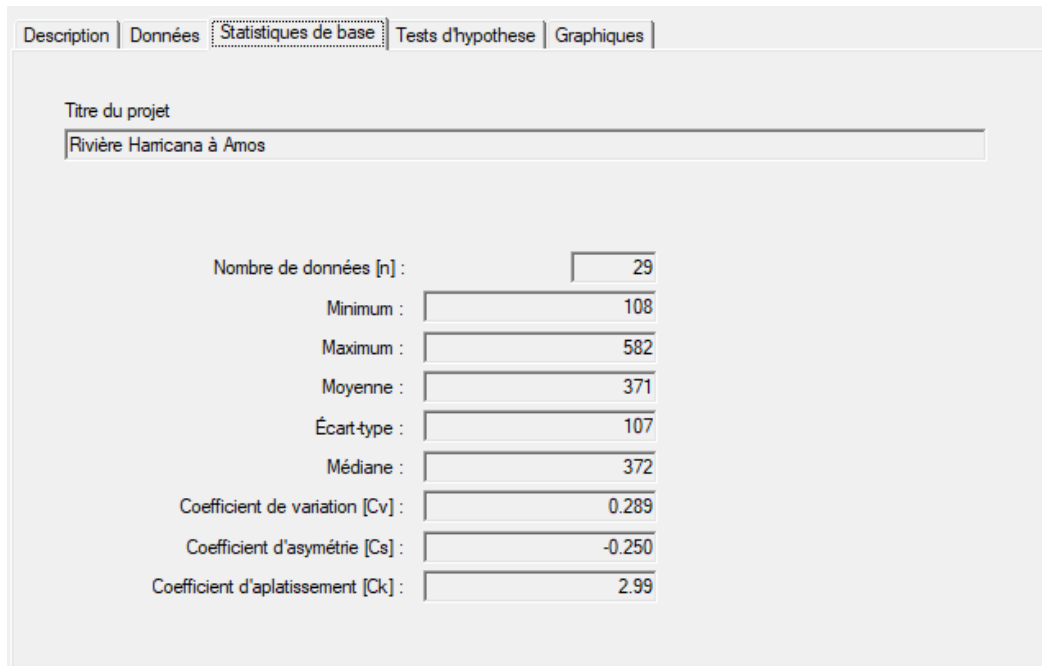 Description Données Statistiques de base Tests d'hypothese Graphiques
Titre du projet
Rivière Harricana à Amos
Nombre de données [n] : 29
Minimum : 108
Maximum : 582
Moyenne : 371
Écart-type : 107
Médiane : 372
Coefficient de variation [Cv] : 0.289
Coefficient d'asymétrie [Cs] : -0.250
Coefficient d'aplatissement [Ck] : 2.99